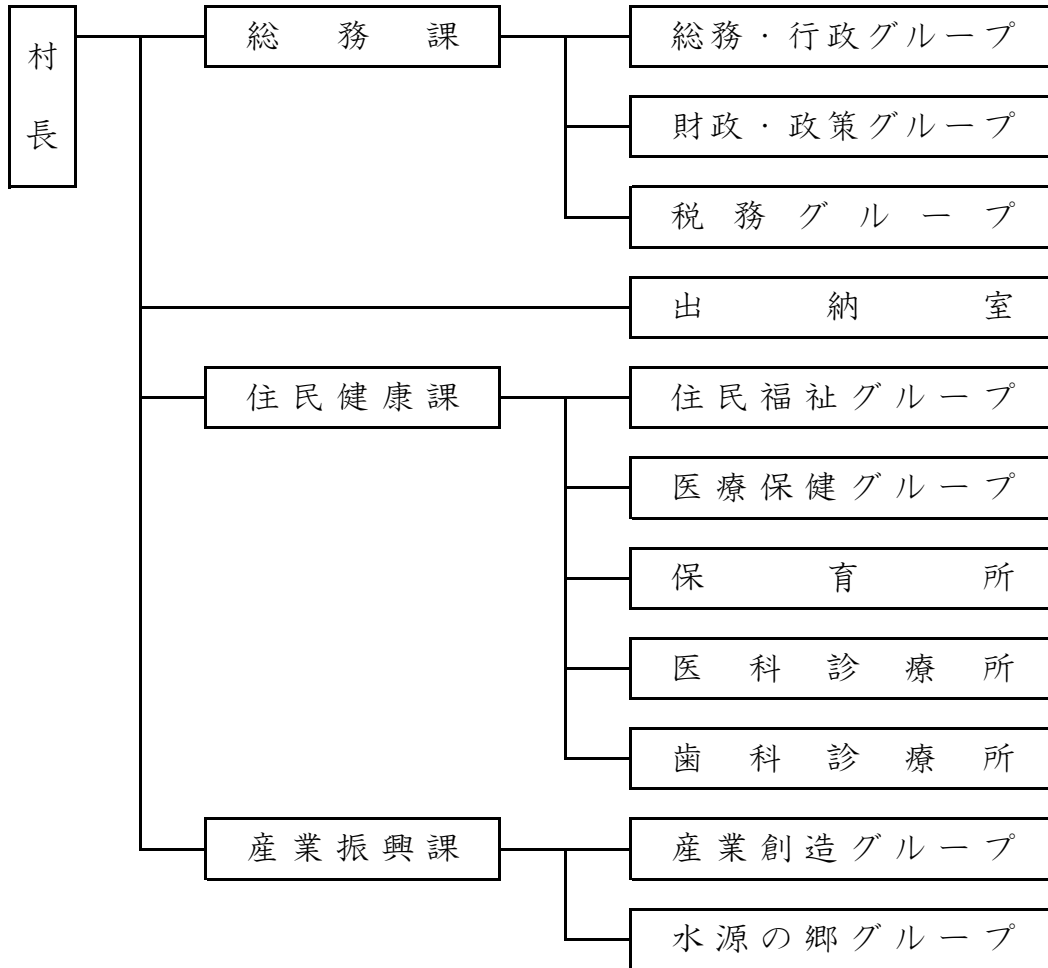 村長
総務課
総務・行政グループ
財政・政策グループ
税務グループ
出納室
住民健康課
住民福祉グループ
医療保健グループ
保育所
医科診療所
歯科診療所
産業振興課
産業創造グループ
水源の郷グループ